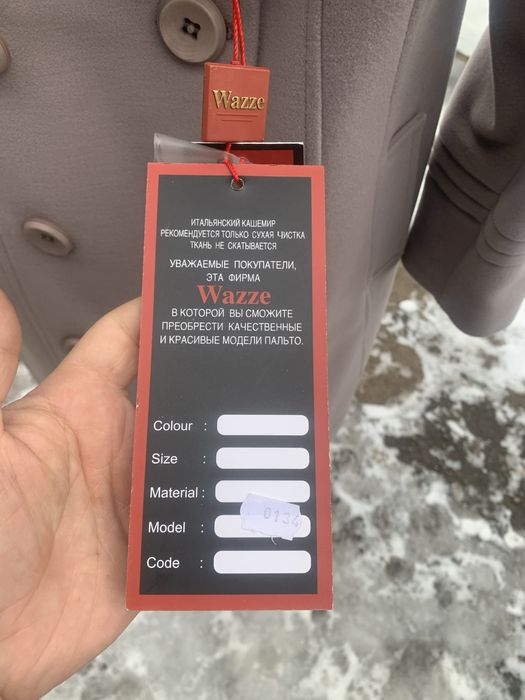 Wazze
ИТАЛЬЯНСКИЙ КАШЕМИР
РЕКОМЕНДУЕТСЯ ТОЛЬКО СУХАЯ ЧИСТКА
ТКАНЬ НЕ СКАТЫВАЕТСЯ
УВАЖАЕМЫЕ ПОКУПАТЕЛИ,
ЭТА ФИРМА
Wazze
В КОТОРОЙ ВЫ СМОЖИТЕ
ПРЕОБРЕСТИ КАЧЕСТВЕННЫЕ
И КРАСИВЫЕ МОДЕЛИ ПАЛЬТО.
Colour :
Size :
Material :
Model :
0134
Code :